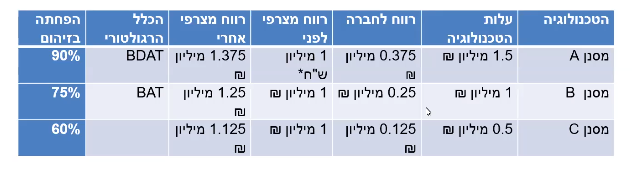 הטכנולוגיה עלות הטכנולוגיה רווח לחברה רווח מצרפי לפני רווח מצרפי אחרי הכלל הרגולטורי הפחתה בזיהום
מסנן A 1.5 מיליון ₪ 0.375 מיליון ₪ 1 מיליון ש"ח* 1.375 מיליון ₪ BDAT 90%
מסנן B 1 מיליון ₪ 0.25 מיליון ₪ 1 מיליון ₪ 1.25 מיליון ₪ BAT 75%
מסנן C 0.5 מיליון ₪ 0.125 מיליון ₪ 1 מיליון ₪ 1.125 מיליון ₪ 60%